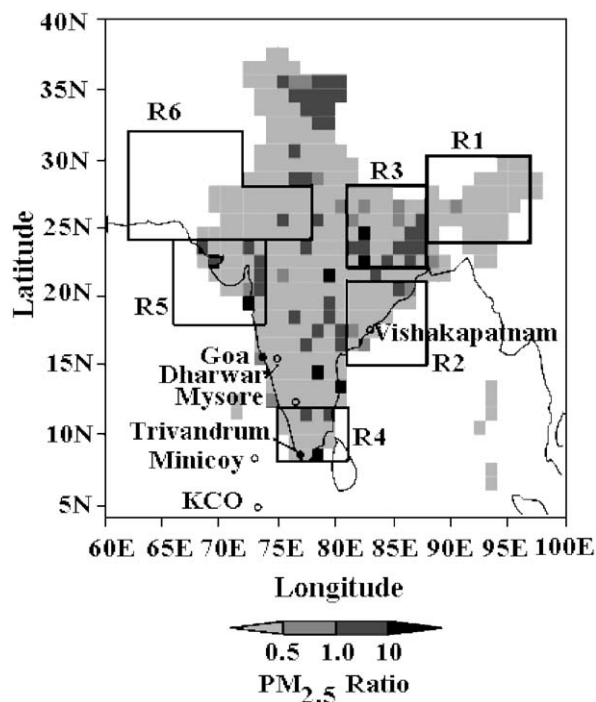 40N
35N
R6
R1
30N
R3
25N
Latitude
20N
R5
Vishakapatnam
Goa
15N
R2
Dharwar
Mysore
10N
Trivandrum
R4
Minicoy
5N
KCO
60E 65E 70E 75E 80E 85E 90E 95E 100E
Longitude
0.5 1.0 10
PM2.5 Ratio